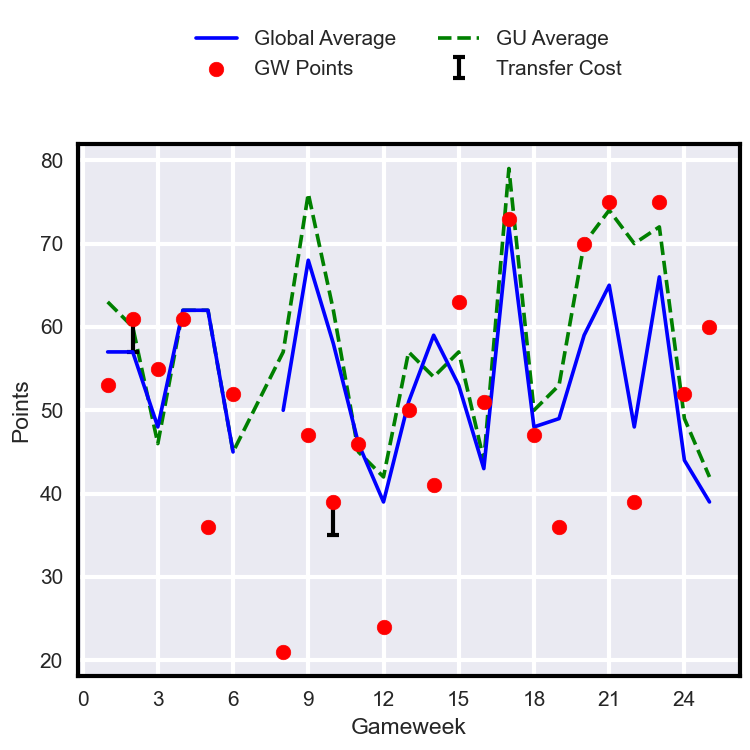 Global Average
GU Average
GW Points
Transfer Cost
80
70
60
50
40
30
20
Points
0 3 6 9 12 15 18 21 24
Gameweek